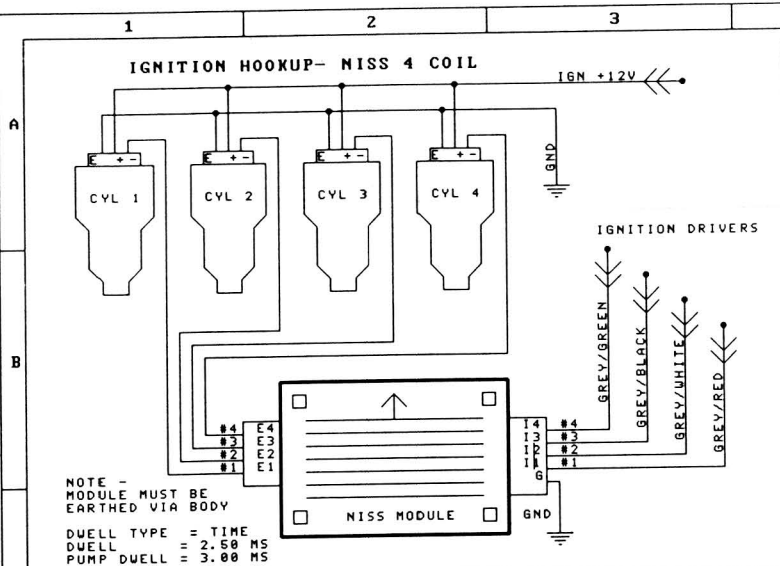 1 2 3
IGNITION HOOKUP- NISS 4 COIL
IGN +12V
A
GND
E + -
E + -
E + -
E + -
CYL 1
CYL 2
CYL 3
CYL 4
IGNITION DRIVERS
B
GREY/GREEN
GREY/BLACK
GREY/WHITE
GREY/RED
#4 E4
#3 E3
#2 E2
#1 E1
I4 #4
I3 #3
I2 #2
I1 #1
G
NISS MODULE
GND
NOTE -
MODULE MUST BE
EARTHED VIA BODY
DWELL TYPE = TIME
DWELL = 2.50 MS
PUMP DWELL = 3.00 MS